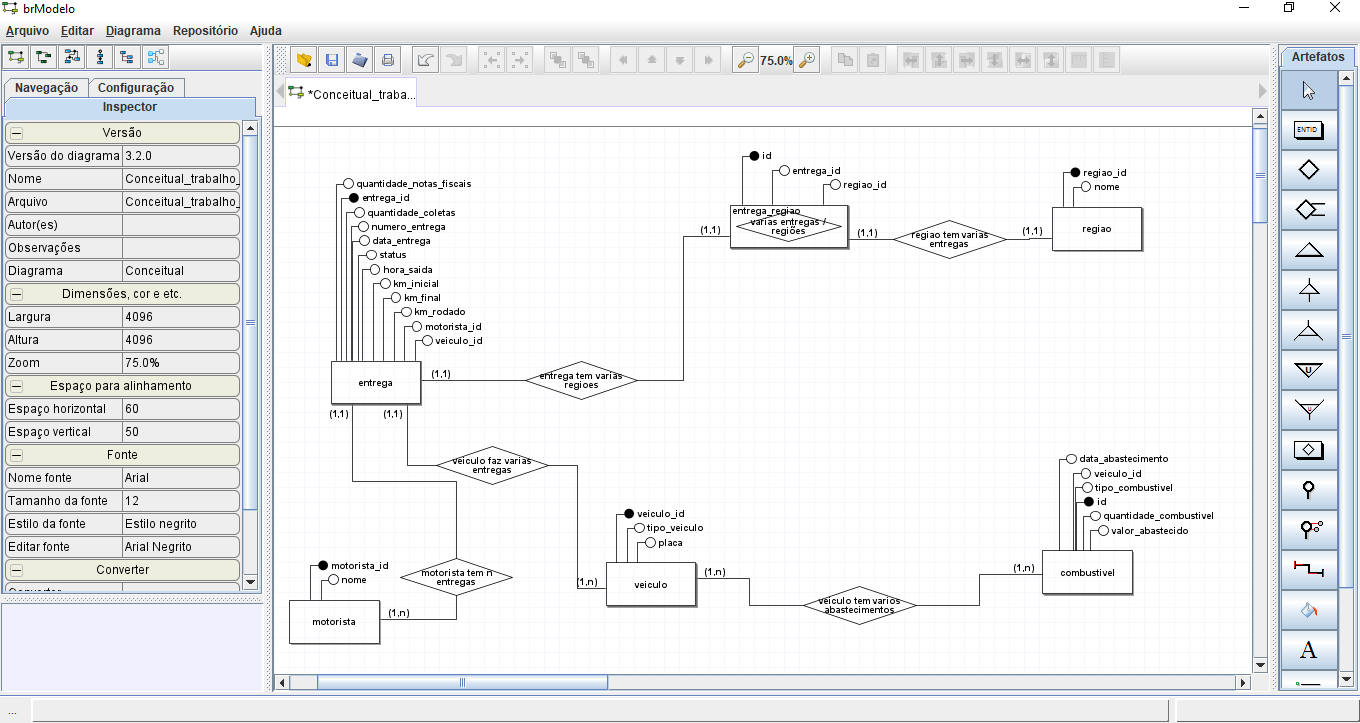 brModelo
Arquivo Editar Diagrama Repositório Ajuda
75.0%
Artefatos
Navegação Configuração
Inspector
*Conceitual_traba...
Versão
Versão do diagrama 3.2.0
Nome Conceitual_trabalho_
Arquivo Conceitual_trabalho_
Autor(es)
Observações
Diagrama Conceitual
Dimensões, cor e etc.
Largura 4096
Altura 4096
Zoom 75.0%
Espaço para alinhamento
Espaço horizontal 60
Espaço vertical 50
Fonte
Nome fonte Arial
Tamanho da fonte 12
Estilo da fonte Estilo negrito
Editar fonte Arial Negrito
Converter
...
quantidade_notas_fiscais
entrega_id
quantidade_coletas
numero_entrega
data_entrega
status
hora_saida
km_inicial
km_final
km_rodado
motorista_id
veiculo_id
entrega
(1,1)
(1,1)
(1,1)
entrega tem varias
regioes
id
entrega_id
regiao_id
entrega_regiao
varias entregas /
regiões
(1,1)
(1,1)
regiao tem varias
entregas
(1,1)
regiao_id
nome
regiao
veiculo faz varias
entregas
veiculo_id
tipo_veiculo
placa
(1,n)
veiculo
(1,n)
motorista tem n
entregas
motorista_id
nome
motorista
(1,n)
veiculo tem varios
abastecimentos
data_abastecimento
veiculo_id
tipo_combustivel
id
quantidade_combustivel
valor_abastecido
(1,n)
combustivel
ENTID
U
U
A